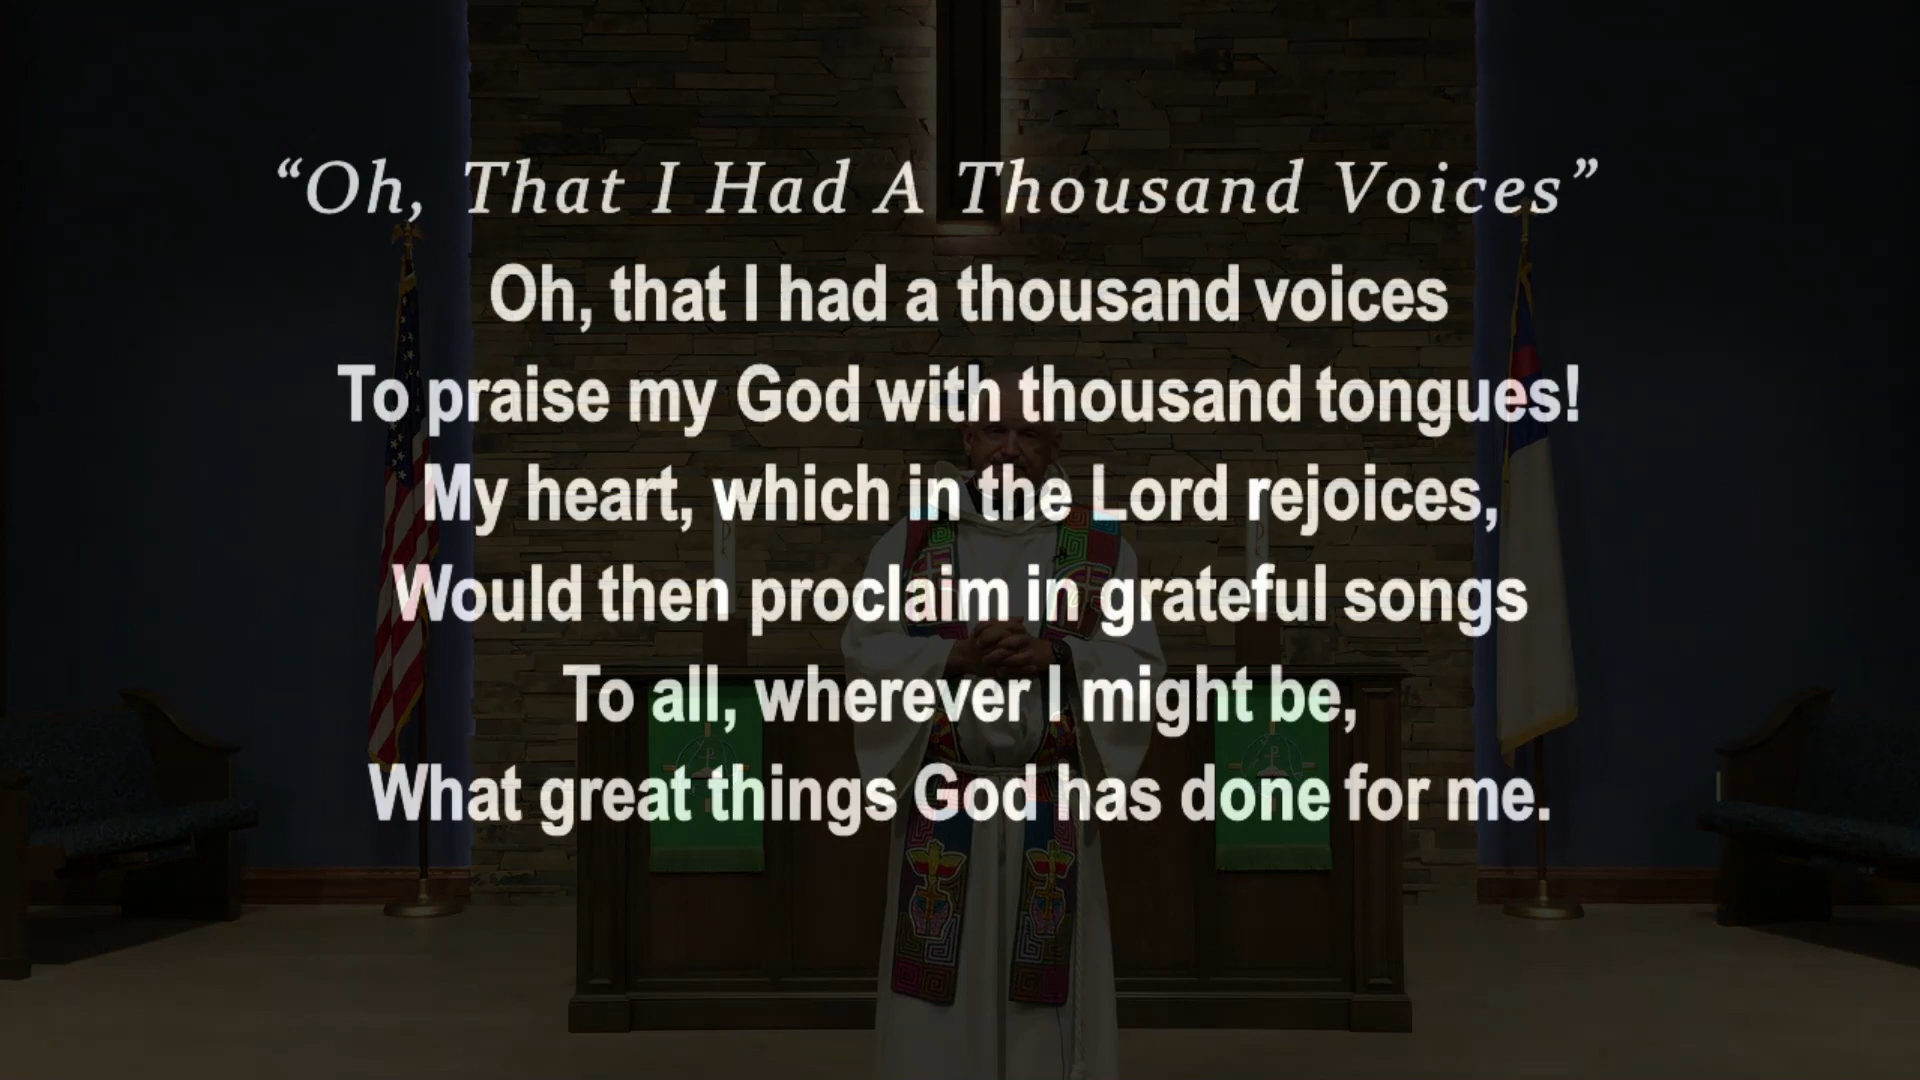 “Oh, That I Had A Thousand Voices”
Oh, that I had a thousand voices
To praise my God with thousand tongues!
My heart, which in the Lord rejoices,
Would then proclaim in grateful songs
To all, wherever I might be,
What great things God has done for me.